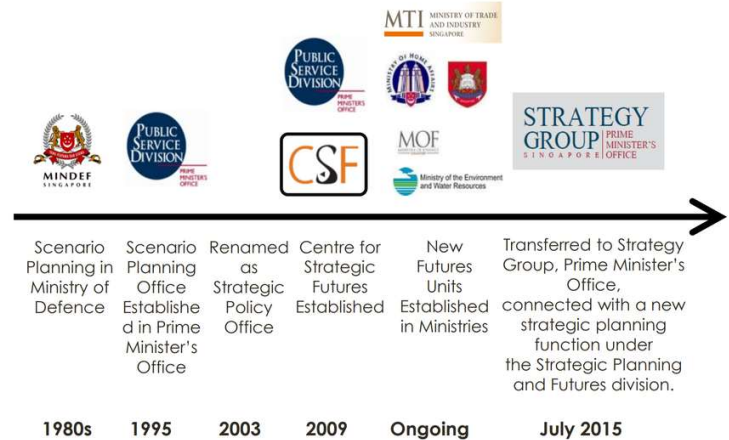 MTI MINISTRY OF TRADE
AND INDUSTRY
SINGAPORE
PUBLIC
SERVICE
DIVISION
PRIME
MINISTER'S
OFFICE
MINISTRY OF HOME AFFAIRS
MINDEF
SINGAPORE
PUBLIC
SERVICE
DIVISION
PRIME
MINISTER'S
OFFICE
CSF
MOF
Ministry of the Environment
and Water Resources
STRATEGY
GROUP PRIME
MINISTER'S
SINGAPORE OFFICE
Scenario
Planning in
Ministry of
Defence
Scenario
Planning
Office
Establishe
d in Prime
Minister's
Office
Renamed
as
Strategic
Policy
Office
Centre for
Strategic
Futures
Established
New
Futures
Units
Established
in Ministries
Transferred to Strategy
Group, Prime Minister's
Office,
connected with a new
strategic planning
function under
the Strategic Planning
and Futures division.
1980s 1995 2003 2009 Ongoing July 2015